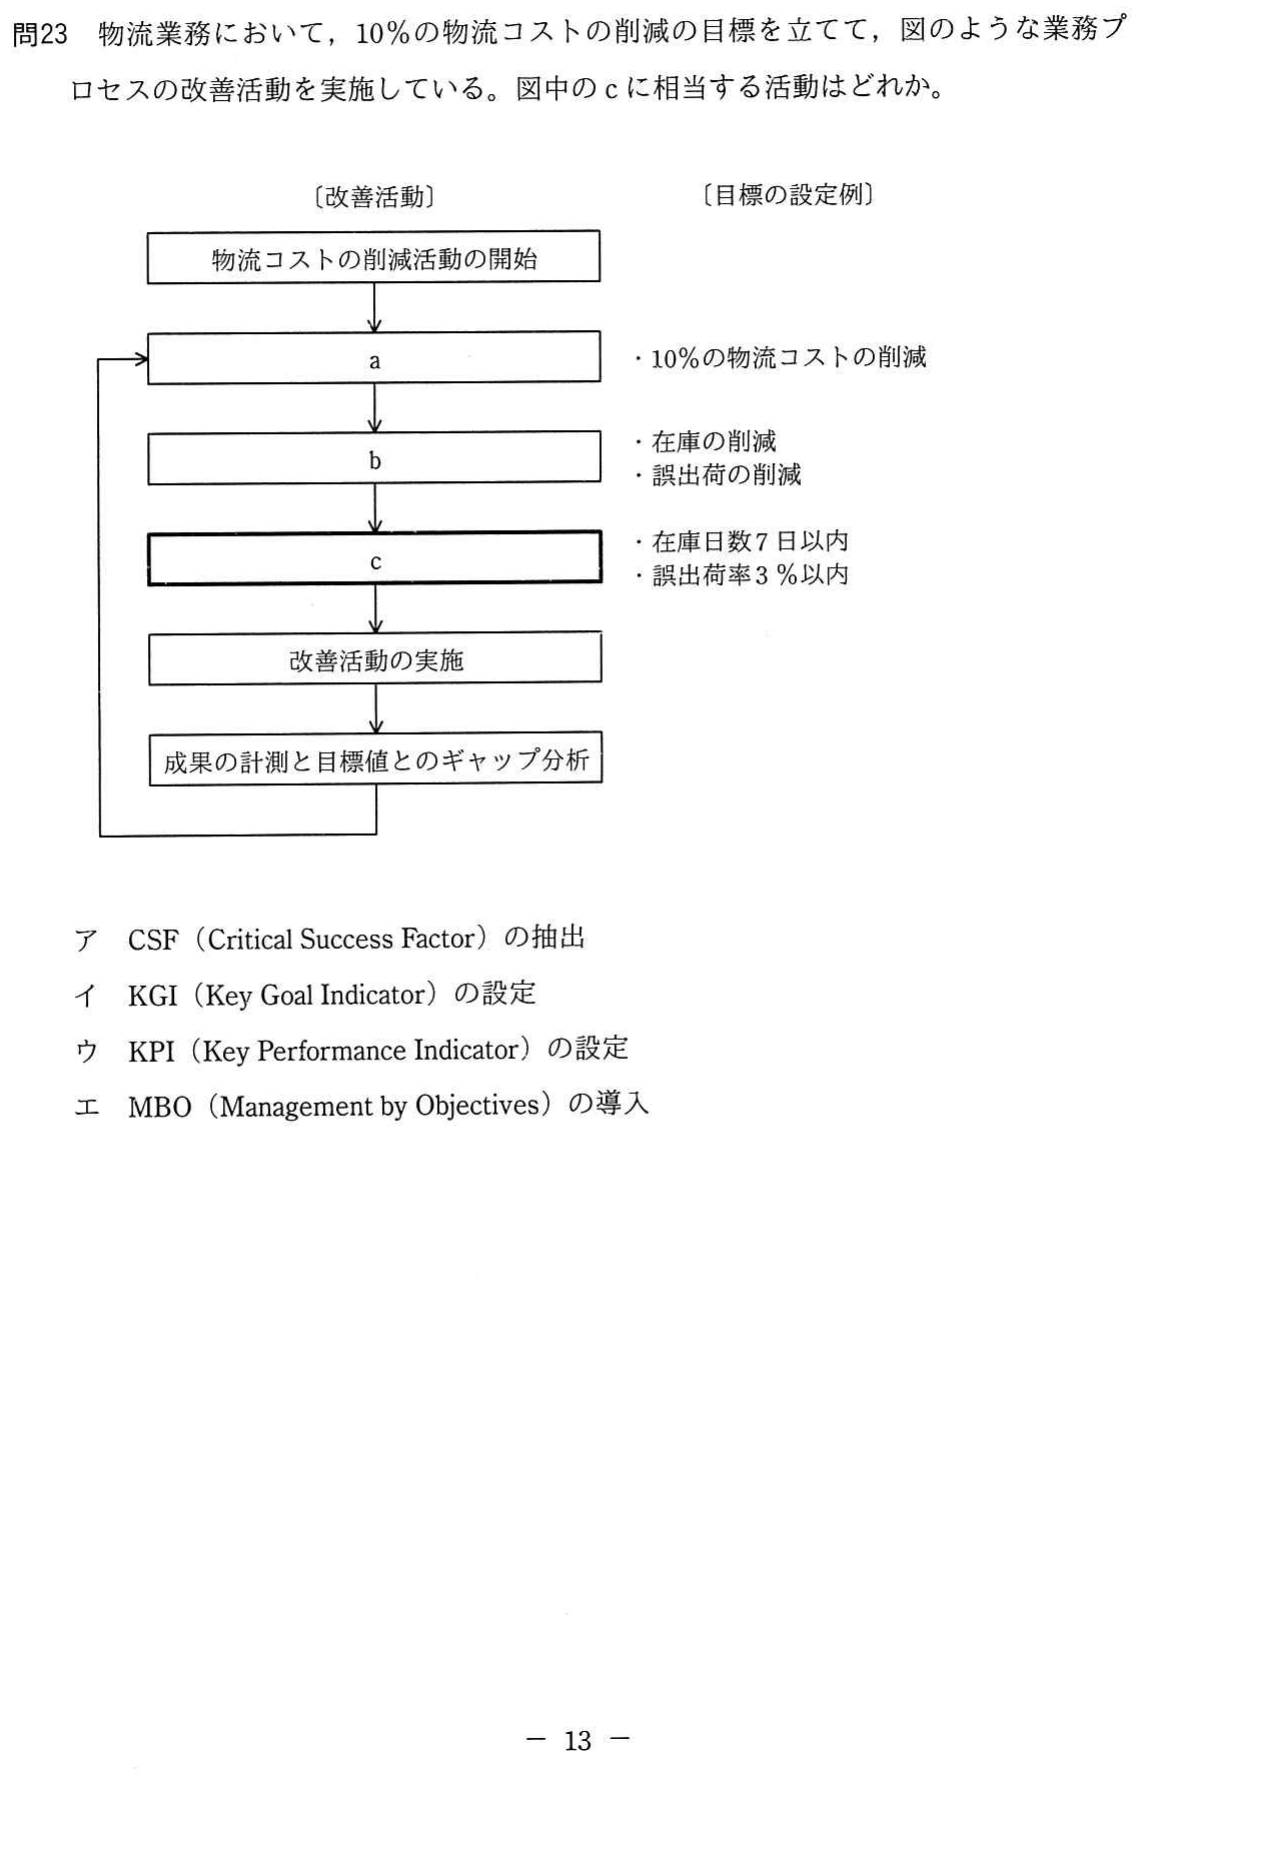 問23　物流業務において，10％の物流コストの削減の目標を立てて，図のような業務プ
ロセスの改善活動を実施している。図中のcに相当する活動はどれか。
〔改善活動〕　〔目標の設定例〕
物流コストの削減活動の開始
a　・10％の物流コストの削減
b　・在庫の削減
・誤出荷の削減
c　・在庫日数7日以内
・誤出荷率3％以内
改善活動の実施
成果の計測と目標値とのギャップ分析
ア　CSF（Critical Success Factor）の抽出
イ　KGI（Key Goal Indicator）の設定
ウ　KPI（Key Performance Indicator）の設定
エ　MBO（Management by Objectives）の導入
－ 13 －